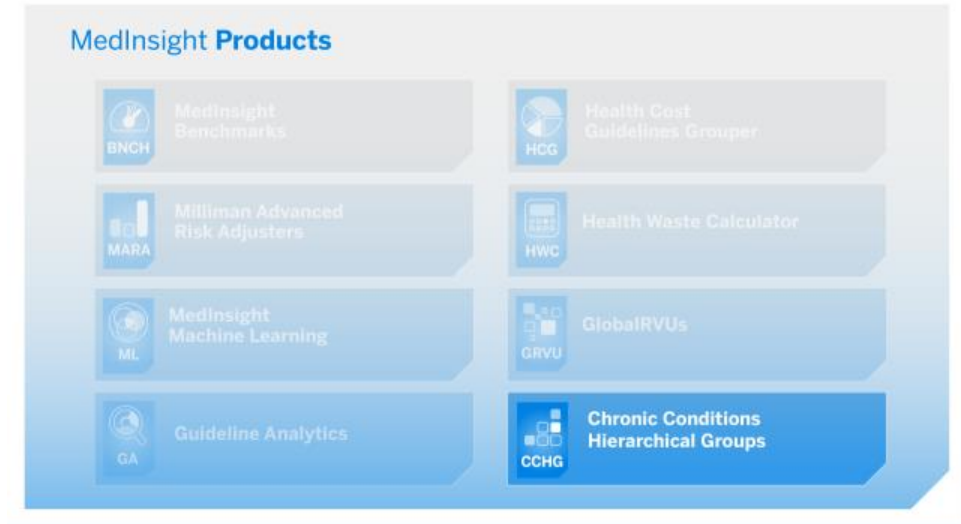 MedInsight Products
BNCH
MedInsight
Benchmarks
HCG
Health Cost
Guidelines Grouper
MARA
Milliman Advanced
Risk Adjusters
HWC
Health Waste Calculator
ML
MedInsight
Machine Learning
GRVU
GlobalRVUs
GA
Guideline Analytics
CCHG
Chronic Conditions
Hierarchical Groups